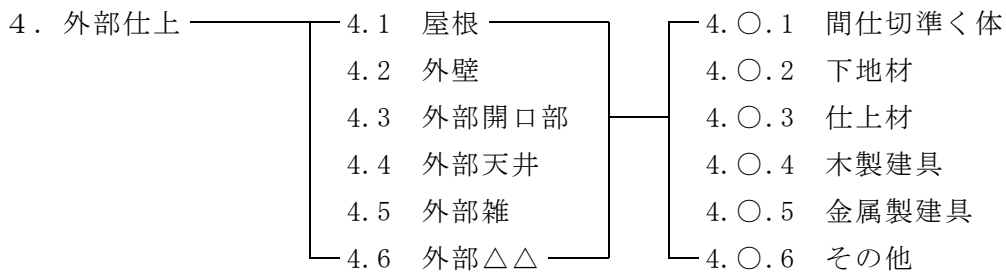 ４．外部仕上
4.1 屋根
4.2 外壁
4.3 外部開口部
4.4 外部天井
4.5 外部雑
4.6 外部△△
4.○.1 間仕切準く体
4.○.2 下地材
4.○.3 仕上材
4.○.4 木製建具
4.○.5 金属製建具
4.○.6 その他